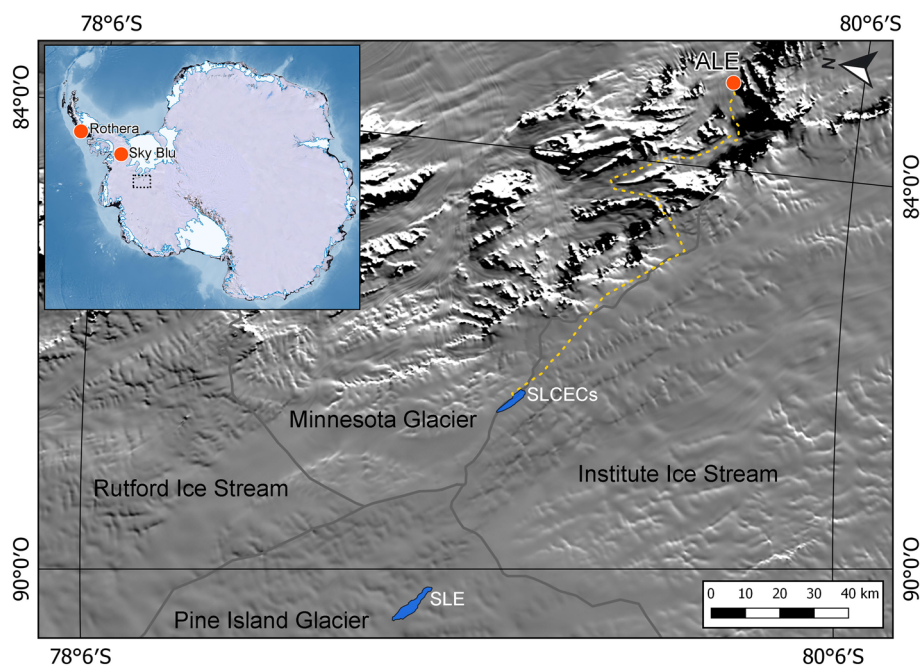 78°6'S
80°6'S
ALE
N
84°0'O
84°0'O
Rothera
Sky Blu
SLCECs
Minnesota Glacier
Institute Ice Stream
Rutford Ice Stream
90°0'O
90°0'O
SLE
Pine Island Glacier
0 10 20 30 40 km
78°6'S
80°6'S